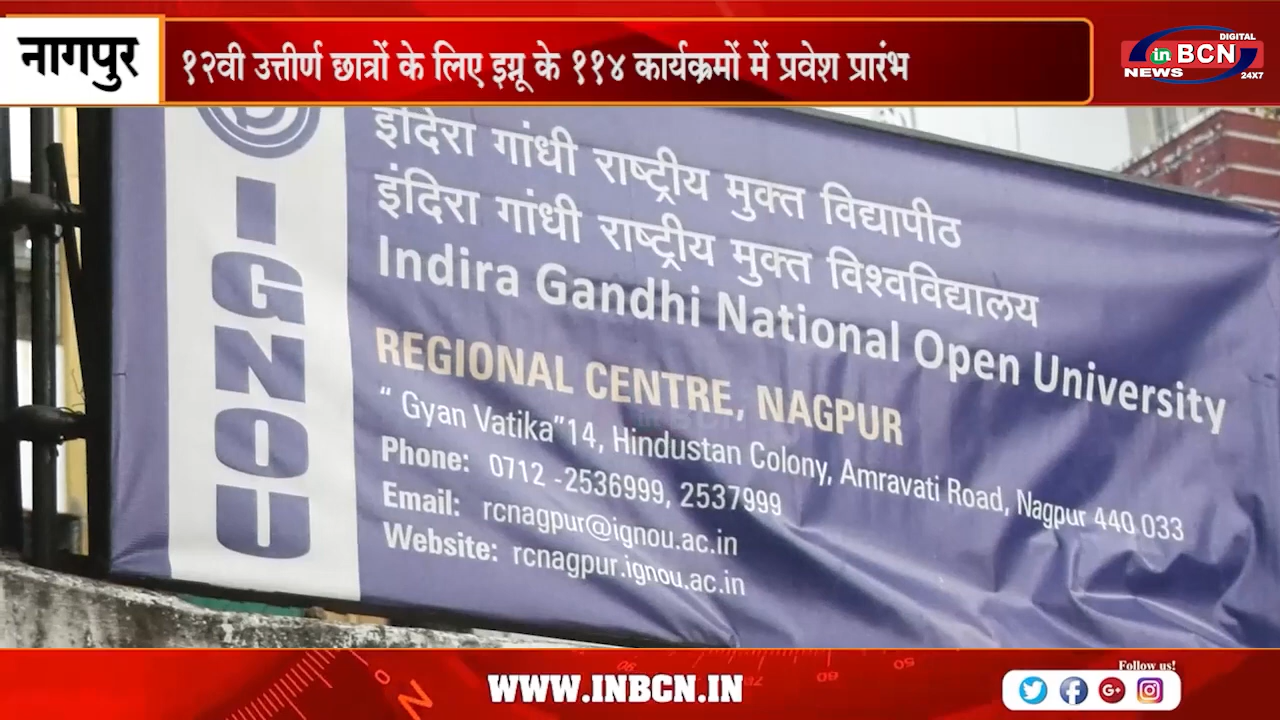 नागपुर
१२वी उत्तीर्ण छात्रों के लिए इग्नू के ११४ कार्यक्रमों में प्रवेश प्रारंभ
DIGITAL
in BCN
NEWS
24X7
IGNOU
इंदिरा गांधी राष्ट्रीय मुक्त विद्यापीठ
इंदिरा गांधी राष्ट्रीय मुक्त विश्वविद्यालय
Indira Gandhi National Open University
REGIONAL CENTRE, NAGPUR
“ Gyan Vatika”14, Hindustan Colony, Amravati Road, Nagpur 440 033
Phone: 0712 -2536999, 2537999
Email: rcnagpur@ignou.ac.in
Website: rcnagpur.ignou.ac.in
WWW.INBCN.IN
Follow us!